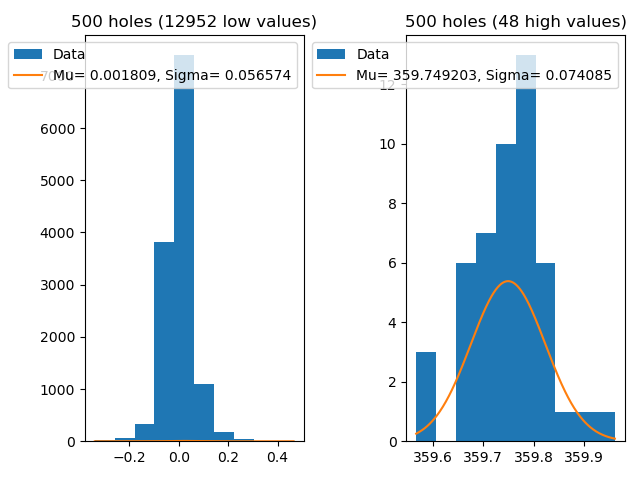 500 holes (12952 low values)
500 holes (48 high values)
Data
Mu= 0.001809, Sigma= 0.056574
Data
Mu= 359.749203, Sigma= 0.074085
7000
6000
5000
4000
3000
2000
1000
0
−0.2 0.0 0.2 0.4
12
10
8
6
4
2
0
359.6 359.7 359.8 359.9